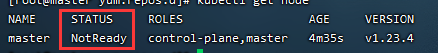 [root@master yum.repos.d]# kubectl get node
NAME STATUS ROLES AGE VERSION
master NotReady control-plane,master 4m35s v1.23.4